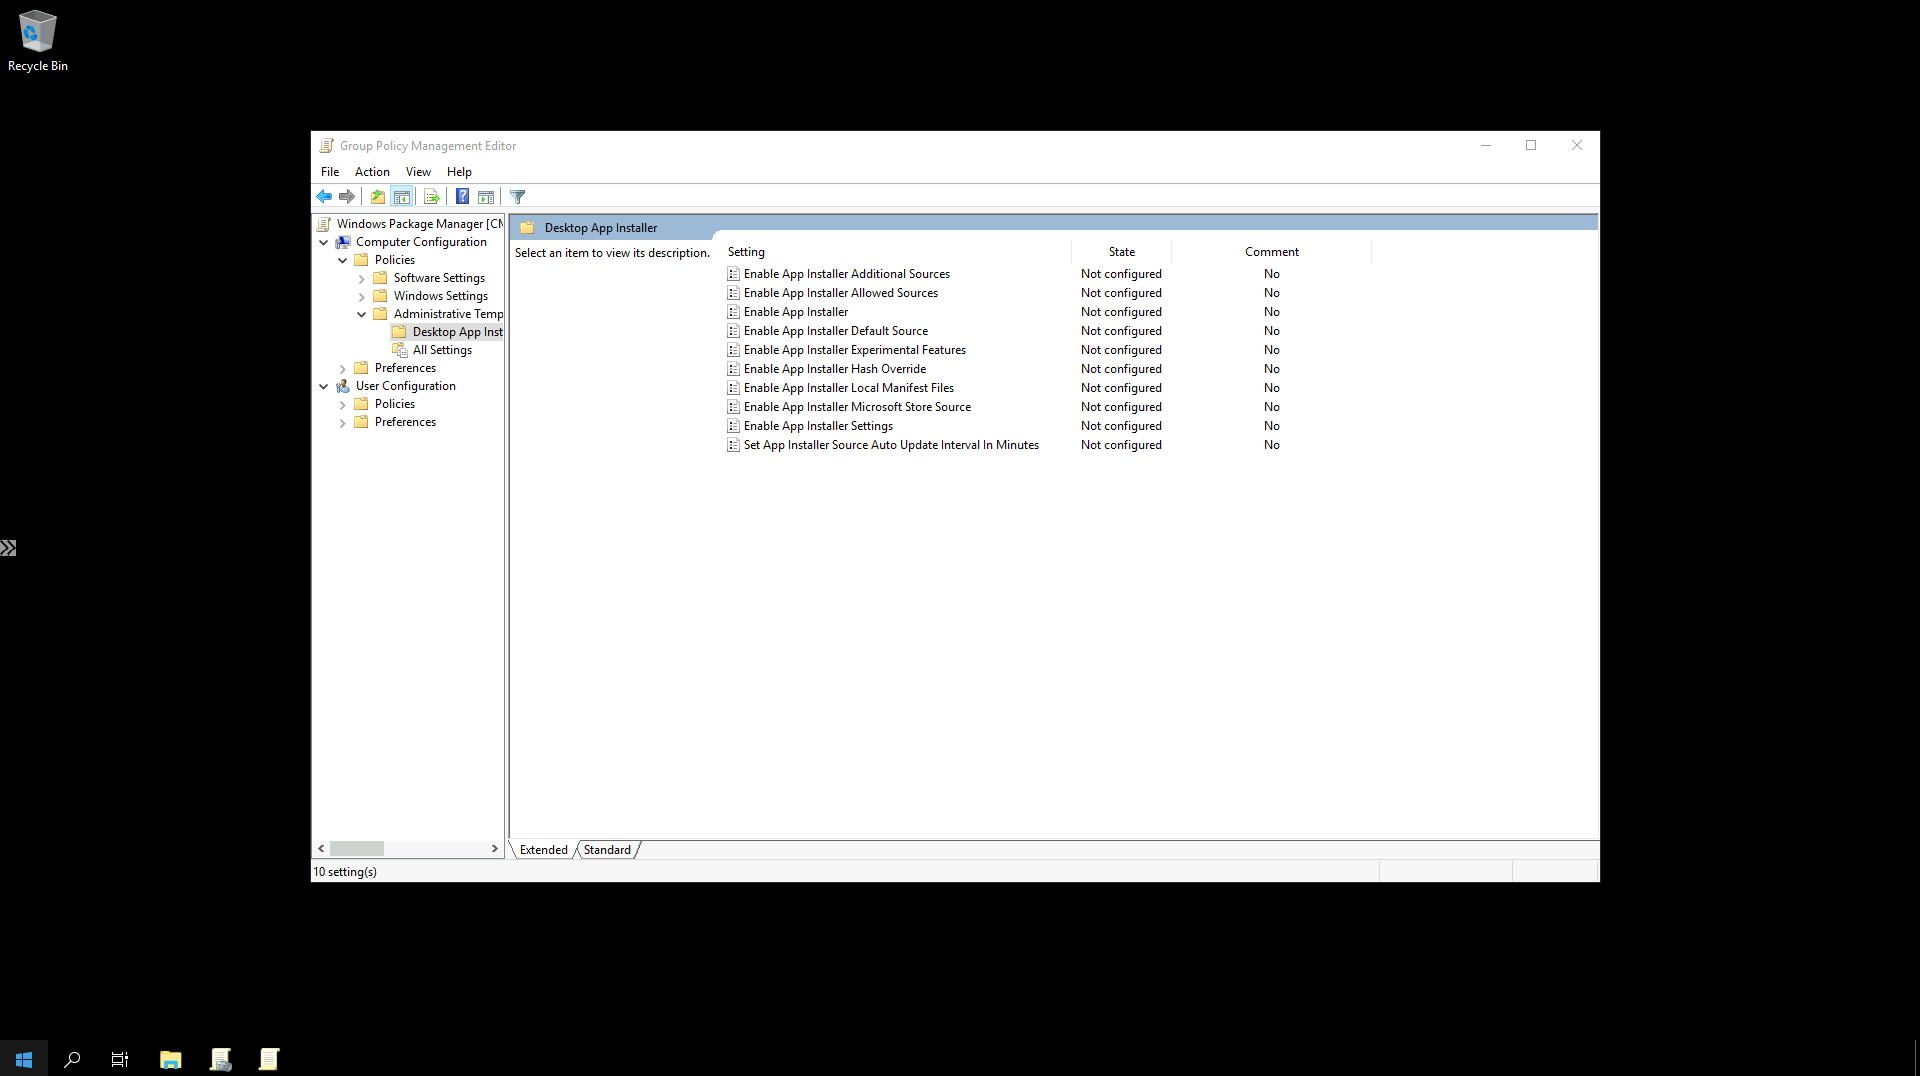 Recycle Bin
Group Policy Management Editor
File Action View Help
Windows Package Manager [CM
Computer Configuration
Policies
Software Settings
Windows Settings
Administrative Temp
Desktop App Inst
All Settings
Preferences
User Configuration
Policies
Preferences
Desktop App Installer
Select an item to view its description.
Setting State Comment
Enable App Installer Additional Sources Not configured No
Enable App Installer Allowed Sources Not configured No
Enable App Installer Not configured No
Enable App Installer Default Source Not configured No
Enable App Installer Experimental Features Not configured No
Enable App Installer Hash Override Not configured No
Enable App Installer Local Manifest Files Not configured No
Enable App Installer Microsoft Store Source Not configured No
Enable App Installer Settings Not configured No
Set App Installer Source Auto Update Interval In Minutes Not configured No
Extended Standard
10 setting(s)